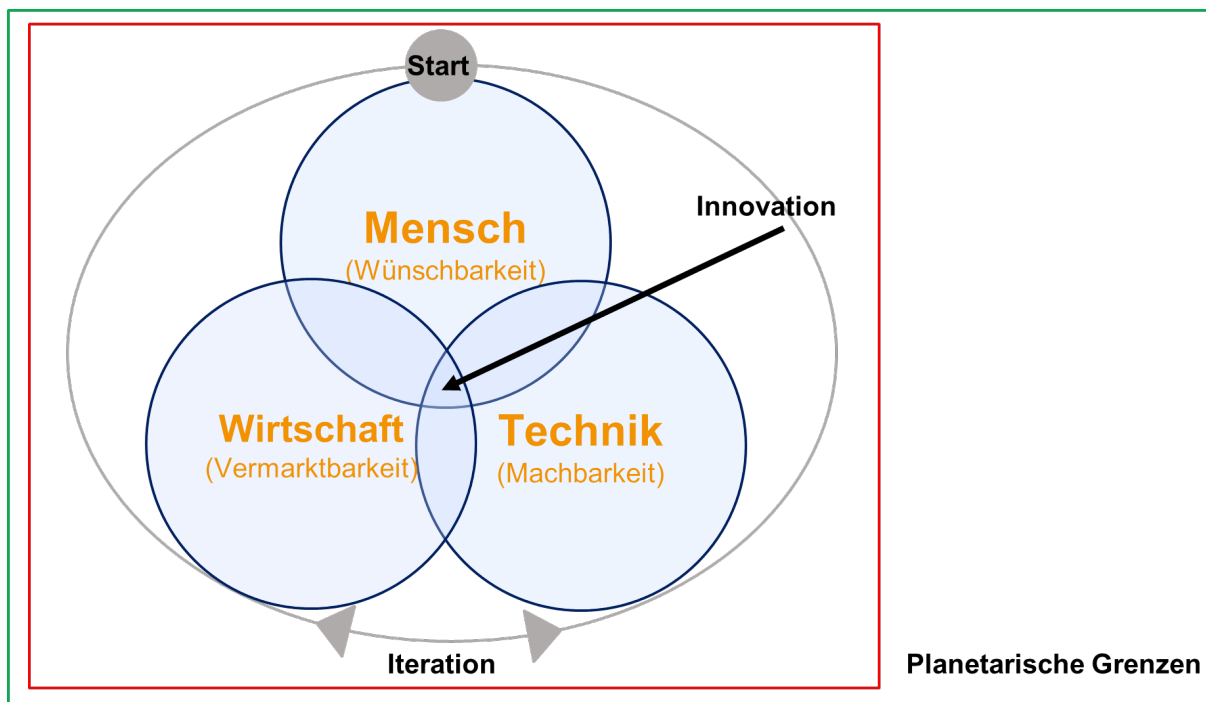 Start
Innovation
Mensch
(Wünschbarkeit)
Wirtschaft
(Vermarktbarkeit)
Technik
(Machbarkeit)
Iteration
Planetarische Grenzen